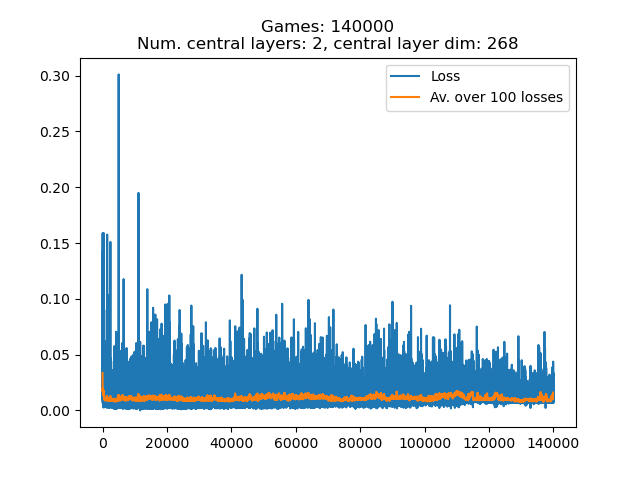 Games: 140000
Num. central layers: 2, central layer dim: 268
Loss
Av. over 100 losses
0.30
0.25
0.20
0.15
0.10
0.05
0.00
0 20000 40000 60000 80000 100000 120000 140000